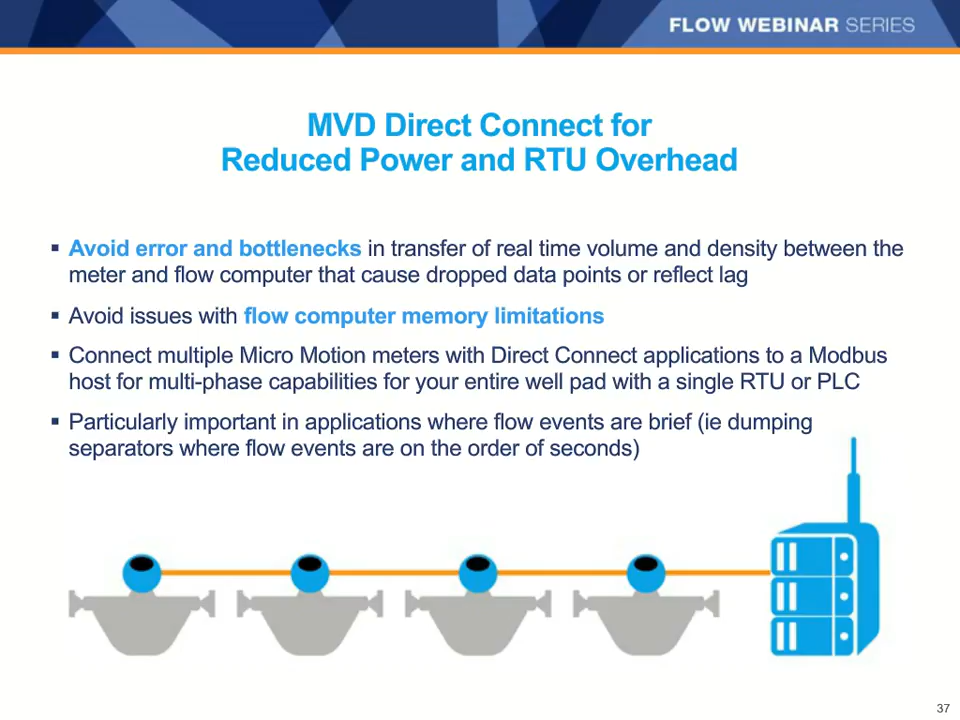 FLOW WEBINAR SERIES
MVD Direct Connect for
Reduced Power and RTU Overhead
▪ Avoid error and bottlenecks in transfer of real time volume and density between the
meter and flow computer that cause dropped data points or reflect lag
▪ Avoid issues with flow computer memory limitations
▪ Connect multiple Micro Motion meters with Direct Connect applications to a Modbus
host for multi-phase capabilities for your entire well pad with a single RTU or PLC
▪ Particularly important in applications where flow events are brief (ie dumping
separators where flow events are on the order of seconds)
37